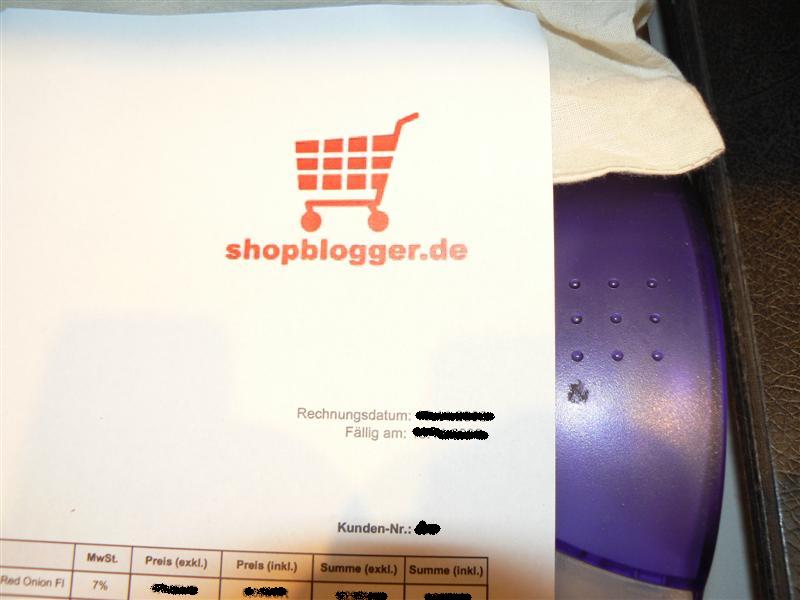 shopblogger.de
Rechnungsdatum:
Fällig am:
Kunden-Nr.:
MwSt. Preis (exkl.) Preis (inkl.) Summe (exkl.) Summe (inkl.)
Red Onion Fl 7%